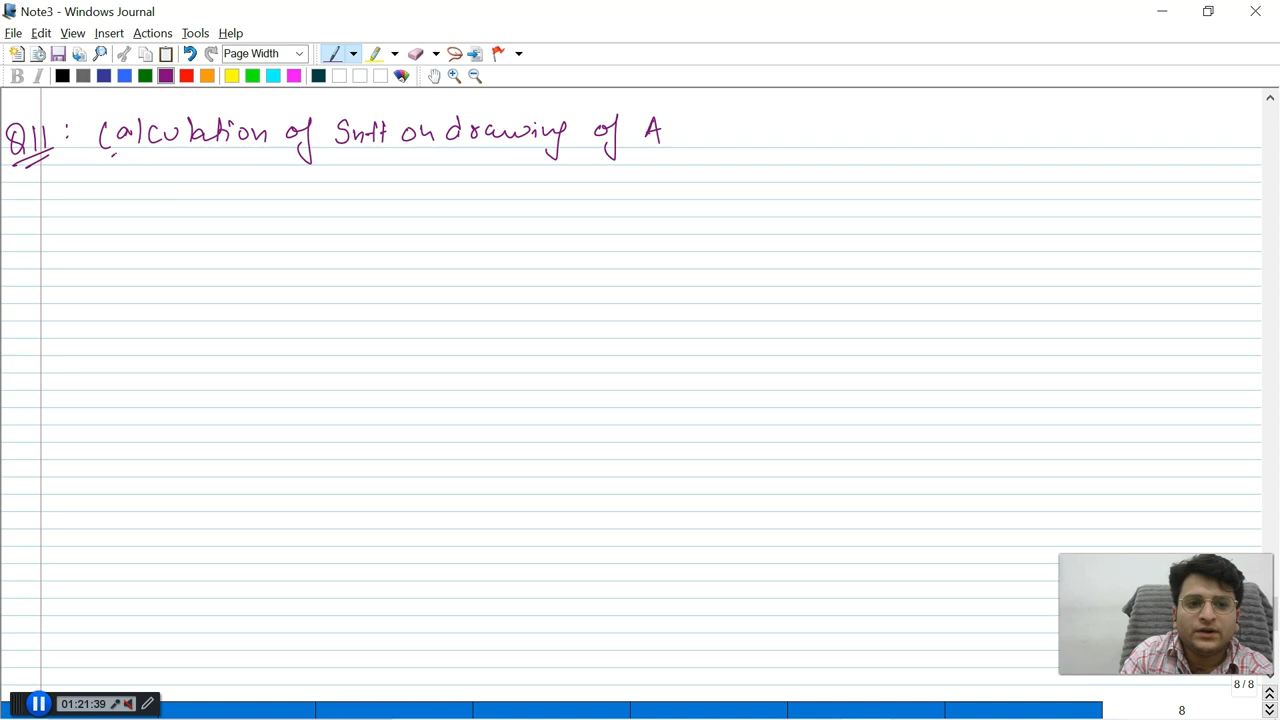 Note3 - Windows Journal
File Edit View Insert Actions Tools Help
Page Width
B I
Q11 : Calculation of Intt on drawing of A
8 / 8
01:21:39
8